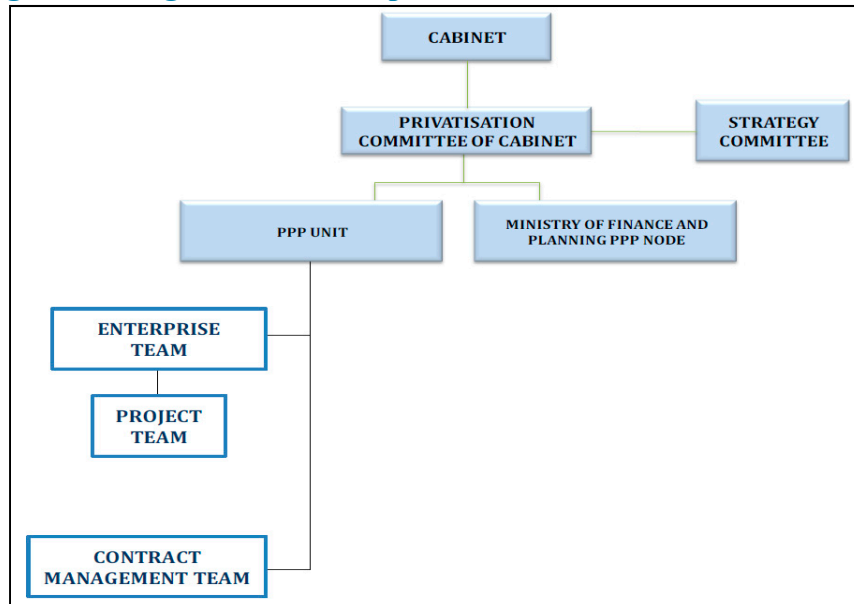 CABINET
PRIVATISATION
COMMITTEE OF CABINET
STRATEGY
COMMITTEE
PPP UNIT
MINISTRY OF FINANCE AND
PLANNING PPP NODE
ENTERPRISE
TEAM
PROJECT
TEAM
CONTRACT
MANAGEMENT TEAM